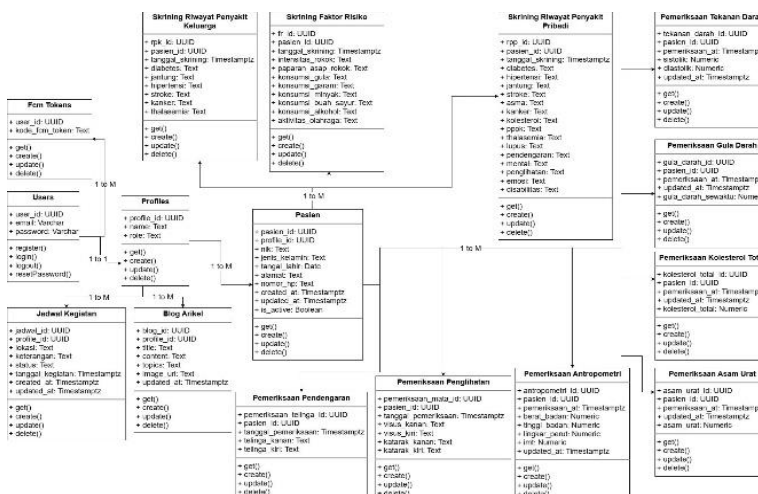 Skrining Riwayat Penyakit
Keluarga
+ rpk_id: UUID
+ pasien_id: UUID
+ tanggal_skrining: Timestamptz
+ diabetes: Text
+ jantung: Text
+ hipertensi: Text
+ stroke: Text
+ kanker: Text
+ thalasemia: Text
+ get()
+ create()
+ update()
+ delete()
Skrining Faktor Risiko
+ fr_id: UUID
+ pasien_id: UUID
+ tanggal_skrining: Timestamptz
+ intensitas_rokok: Text
+ paparan_asap_rokok: Text
+ konsumsi_gula: Text
+ konsumsi_garam: Text
+ konsumsi_minyak: Text
+ konsumsi_buah_sayur: Text
+ konsumsi_alkohol: Text
+ aktivitas_olahraga: Text
+ get()
+ create()
+ update()
+ delete()
Skrining Riwayat Penyakit
Pribadi
+ rpp_id: UUID
+ pasien_id: UUID
+ tanggal_skrining: Timestamptz
+ diabetes: Text
+ hipertensi: Text
+ jantung: Text
+ stroke: Text
+ asma: Text
+ kanker: Text
+ kolesterol: Text
+ ppok: Text
+ thalasemia: Text
+ lupus: Text
+ pendengaran: Text
+ mental: Text
+ penglihatan: Text
+ emosi: Text
+ disabilitas: Text
+ get()
+ create()
+ update()
+ delete()
Pemeriksaan Tekanan Dara
+ tekanan_darah_id: UUID
+ pasien_id: UUID
+ pemeriksaan_at: Timestamptz
+ sistolik: Numeric
+ diastolik: Numeric
+ updated_at: Timestamptz
+ get()
+ create()
+ update()
+ delete()
Fcm Tokens
+ user_id: UUID
+ kode_fcm_token: Text
+ get()
+ create()
+ update()
+ delete()
1 to M
Users
+ user_id: UUID
+ email: Varchar
+ password: Varchar
+ register()
+ login()
+ logout()
+ resetPassword()
1 to 1
Profiles
+ profile_id: UUID
+ name: Text
+ role: Text
+ get()
+ create()
+ update()
+ delete()
1 to M
1 to M
Pasien
+ pasien_id: UUID
+ profile_id: UUID
+ nik: Text
+ jenis_kelamin: Text
+ tangal_lahir: Date
+ alamat: Text
+ nomor_hp: Text
+ created_at: Timestamptz
+ updated_at: Timestamptz
+ is_active: Boolean
+ get()
+ create()
+ update()
+ delete()
1 to M
Pemeriksaan Gula Darah
+ gula_darah_id: UUID
+ pasien_id: UUID
+ pemeriksaan_at: Timestamptz
+ updated_at: Timestamptz
+ gula_darah_sewaktu: Nume
+ get()
+ create()
+ update()
+ delete()
Pemeriksaan Kolesterol Tot
+ kolesterol_total_id: UUID
+ pasien_id: UUID
+ pemeriksaan_at: Timestamptz
+ updated_at: Timestamptz
+ kolesterol_total: Numeric
+ get()
+ create()
+ update()
+ delete()
1 to M
1 to M
Jadwal Kegiatan
+ jadwal_id: UUID
+ profile_id: UUID
+ lokasi: Text
+ keterangan: Text
+ status: Text
+ tanggal_kegiatan: Timestamptz
+ created_at: Timestamptz
+ updated_at: Timestamptz
+ get()
+ create()
+ update()
+ delete()
Blog Arikel
+ blog_id: UUID
+ profile_id: UUID
+ title: Text
+ content: Text
+ topics: Text
+ image_url: Text
+ updated_at: Timestamptz
+ get()
+ create()
+ update()
+ delete()
Pemeriksaan Pendengaran
+ pemeriksaan_telinga_id: UUID
+ pasien_id: UUID
+ tanggal_pemeriksaan: Timestamptz
+ telinga_kanan: Text
+ telinga_kiri: Text
+ get()
+ create()
+ update()
+ delete()
Pemeriksaan Penglihatan
+ pemeriksaan_mata_id: UUID
+ pasien_id: UUID
+ tanggal_pemeriksaan: Timestamptz
+ visus_kanan: Text
+ visus_kiri: Text
+ katarak_kanan: Text
+ katarak_kiri: Text
+ get()
+ create()
+ update()
+ delete()
Pemeriksaan Antropometri
+ antropometri_id: UUID
+ pasien_id: UUID
+ pemeriksaan_at: Timestamptz
+ berat_badan: Numeric
+ tinggi_badan: Numeric
+ lingkar_perut: Numeric
+ imt: Numeric
+ updated_at: Timestamptz
+ get()
+ create()
+ update()
+ delete()
Pemeriksaan Asam Urat
+ asam_urat_id: UUID
+ pasien_id: UUID
+ pemeriksaan_at: Timestamptz
+ updated_at: Timestamptz
+ asam_urat: Numeric
+ get()
+ create()
+ update()
+ delete()